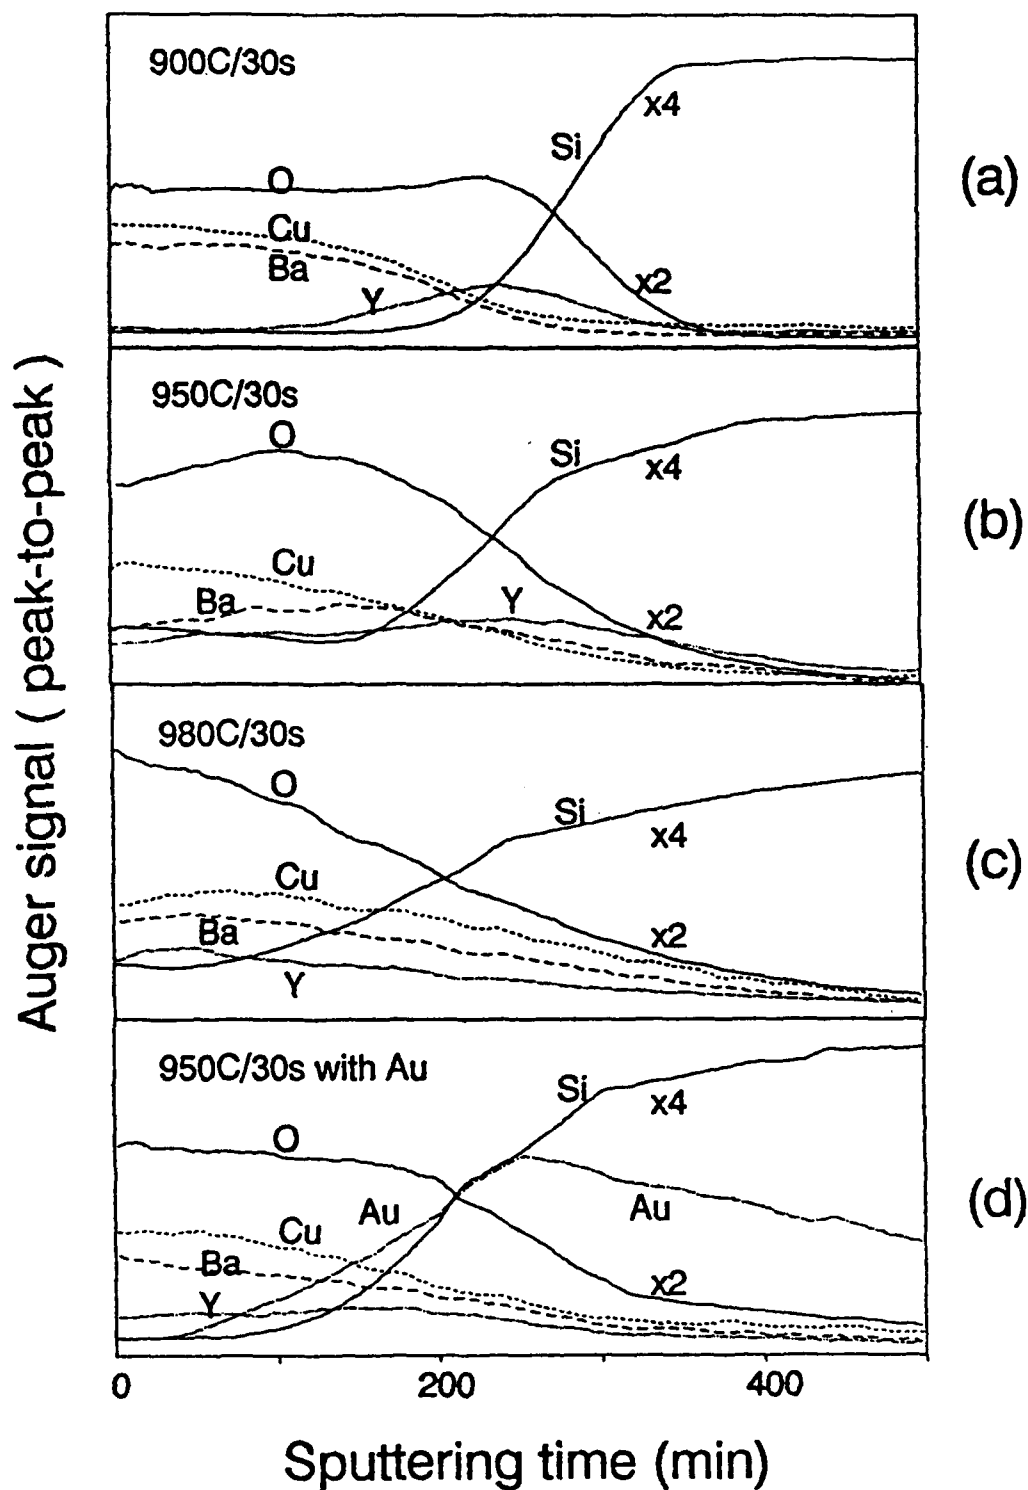 Auger signal ( peak-to-peak )
900C/30s
x4
Si
(a)
O
Cu
Ba
x2
Y
950C/30s
O
Si
x4
(b)
Cu
Ba
Y
x2
980C/30s
O
Si
x4
(c)
Cu
Ba
x2
Y
950C/30s with Au
Si
x4
O
Au
Au
(d)
Cu
Ba
x2
Y
0 200 400
Sputtering time (min)